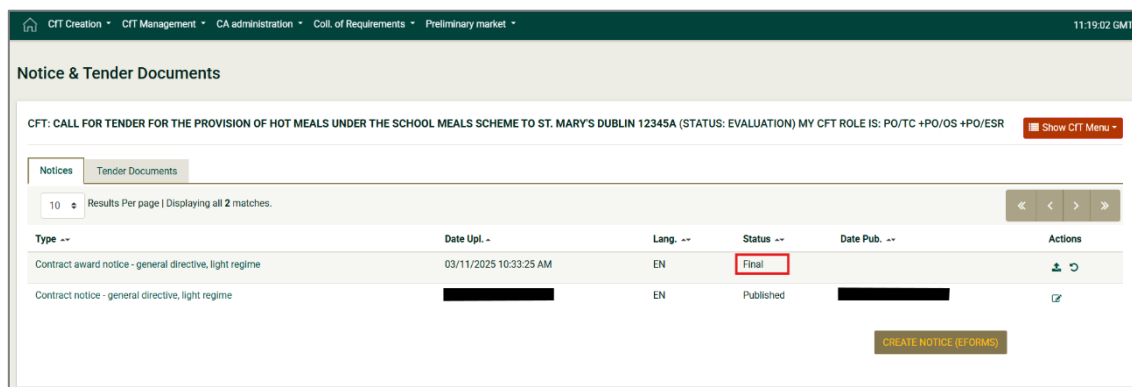 CfT Creation CfT Management CA administration Coll. of Requirements Preliminary market 11:19:02 GMT
Notice & Tender Documents
CFT: CALL FOR TENDER FOR THE PROVISION OF HOT MEALS UNDER THE SCHOOL MEALS SCHEME TO ST. MARY'S DUBLIN 12345A (STATUS: EVALUATION) MY CFT ROLE IS: PO/TC +PO/OS +PO/ESR Show CfT Menu
Notices Tender Documents
10 Results Per page | Displaying all 2 matches.
Type Date Upl. Lang. Status Date Pub. Actions
Contract award notice - general directive, light regime 03/11/2025 10:33:25 AM EN Final
Contract notice - general directive, light regime EN Published
CREATE NOTICE (EFORMS)